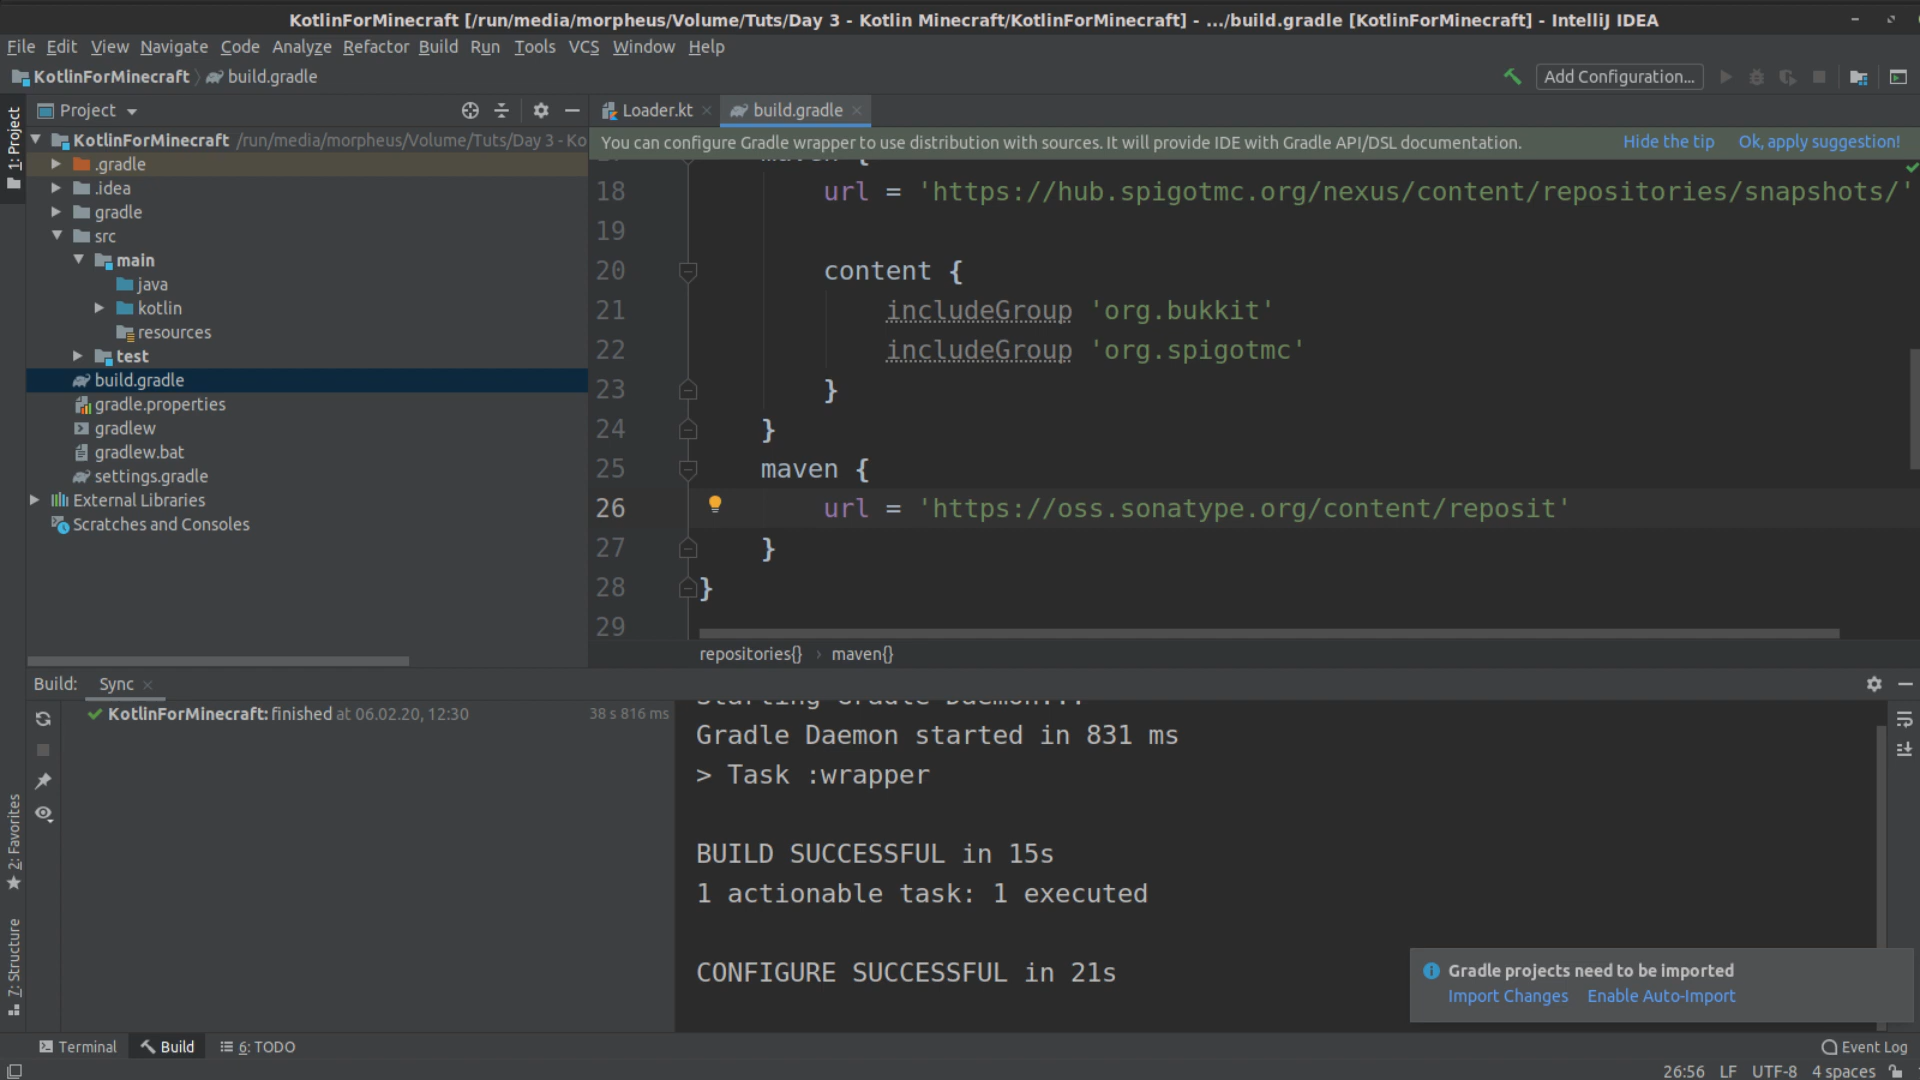 KotlinForMinecraft [/run/media/morpheus/Volume/Tuts/Day 3 - Kotlin Minecraft/KotlinForMinecraft] - .../build.gradle [KotlinForMinecraft] - IntelliJ IDEA
File Edit View Navigate Code Analyze Refactor Build Run Tools VCS Window Help
KotlinForMinecraft build.gradle
Add Configuration...
1: Project
Project
Loader.kt
build.gradle
KotlinForMinecraft /run/media/morpheus/Volume/Tuts/Day 3 - Ko
You can configure Gradle wrapper to use distribution with sources. It will provide IDE with Gradle API/DSL documentation.
Hide the tip Ok, apply suggestion!
.gradle
.idea
gradle
src
main
java
kotlin
resources
test
build.gradle
gradle.properties
gradlew
gradlew.bat
settings.gradle
External Libraries
Scratches and Consoles
maven {
18 url = 'https://hub.spigotmc.org/nexus/content/repositories/snapshots/'
19
20 content {
21 includeGroup 'org.bukkit'
22 includeGroup 'org.spigotmc'
23 }
24 }
25 maven {
26 url = 'https://oss.sonatype.org/content/reposit'
27 }
28 }
29
repositories{} › maven{}
Build: Sync
KotlinForMinecraft: finished at 06.02.20, 12:30 38 s 816 ms
Starting Gradle Daemon...
Gradle Daemon started in 831 ms
> Task :wrapper
BUILD SUCCESSFUL in 15s
1 actionable task: 1 executed
CONFIGURE SUCCESSFUL in 21s
2: Favorites
7: Structure
Gradle projects need to be imported
Import Changes Enable Auto-Import
Terminal Build 6: TODO
Event Log
26:56 LF UTF-8 4 spaces